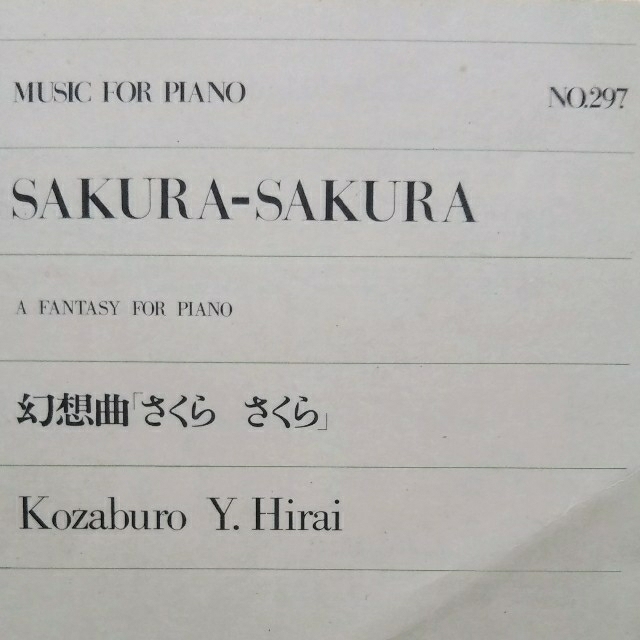 MUSIC FOR PIANO NO.297
SAKURA-SAKURA
A FANTASY FOR PIANO
幻想曲「さくら さくら」
Kozaburo Y. Hirai